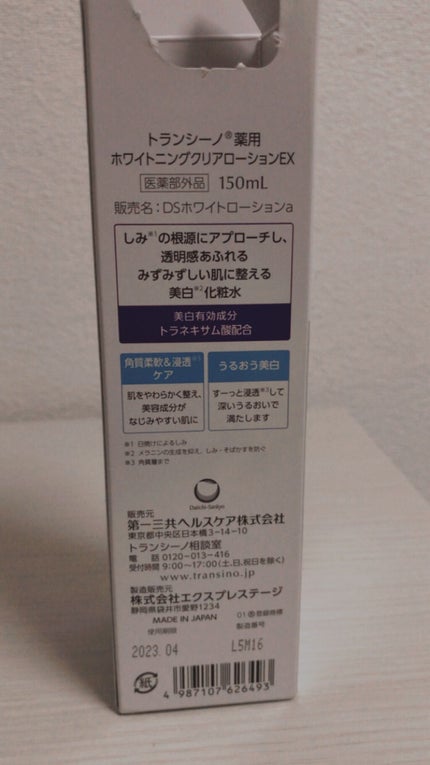 トランシーノ®薬用
ホワイトニングクリアローションEX
医薬部外品 150mL
販売名：DSホワイトローションa
しみ※1の根源にアプローチし、
透明感あふれる
みずみずしい肌に整える
美白※2化粧水
美白有効成分
トラネキサム酸配合
角質柔軟&浸透※3
ケア
肌をやわらかく整え、
美容成分が
なじみやすい肌に
うるおう美白
すーっと浸透※3して
深いうるおいで
満たします
※1 日焼けによるしみ
※2 メラニンの生成を抑え、しみ・そばかすを防ぐ
※3 角質層まで
Daiichi-Sankyo
販売元
第一三共ヘルスケア株式会社
東京都中央区日本橋3-14-10
トランシーノ相談室
電 話 0120-013-416
受付時間 9:00〜17:00(土、日、祝日を除く)
www.transino.jp
製造販売元
株式会社エクスプレステージ
静岡県袋井市愛野1234
MADE IN JAPAN
01 ®登録商標
使用期限
製造番号
2023.04
L5M16
紙
4 987107 626493